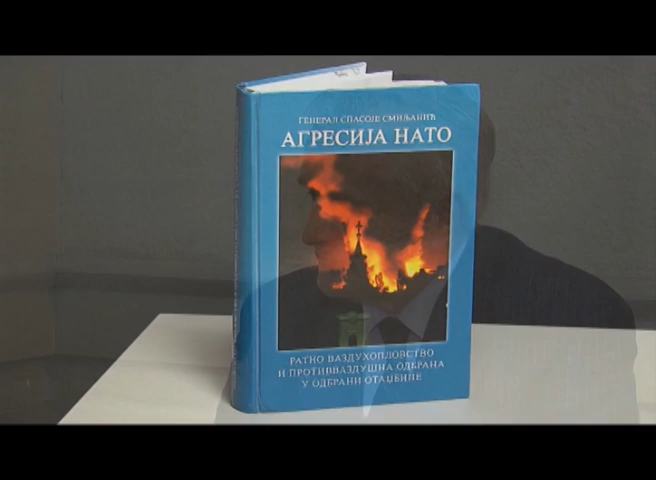 ГЕНЕРАЛ СПАСОЈЕ СМИЉАНИЋ
АГРЕСИЈА НАТО
РАТНО ВАЗДУХОПЛОВСТВО
И ПРОТИВВАЗДУШНА ОДБРАНА
У ОДБРАНИ ОТАЏБИНЕ